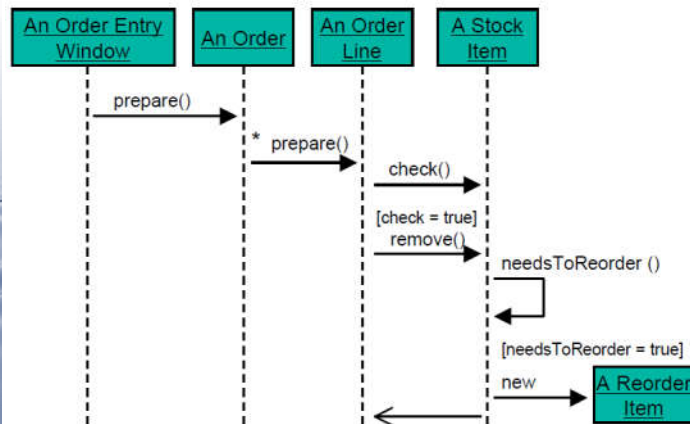 An Order Entry
Window
An Order
An Order
Line
A Stock
Item
prepare()
* prepare()
check()
[check = true]
remove()
needsToReorder ()
[needsToReorder = true]
new
A Reorder
Item